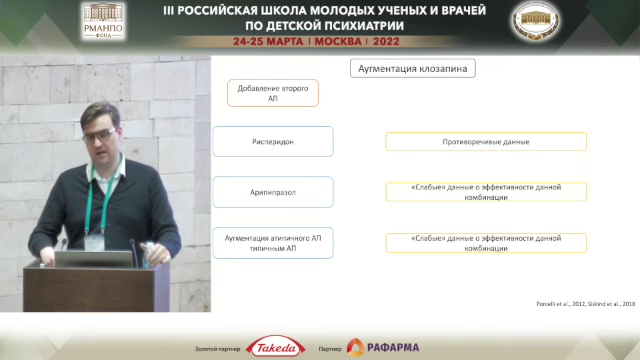 РМАНПО
ФОНД
III РОССИЙСКАЯ ШКОЛА МОЛОДЫХ УЧЕНЫХ И ВРАЧЕЙ
ПО ДЕТСКОЙ ПСИХИАТРИИ
24-25 МАРТА | МОСКВА | 2022
Аугментация клозапина
Добавление второго
АП
Рисперидон
Противоречивые данные
Арипипразол
«Слабые» данные о эффективности данной
комбинации
Аугментация атипичного АП
типичным АП
«Слабые» данные о эффективности данной
комбинации
Porcelli et al., 2012, Siskind et al., 2018
Золотой партнер
Takeda
Партнер
РАФАРМА